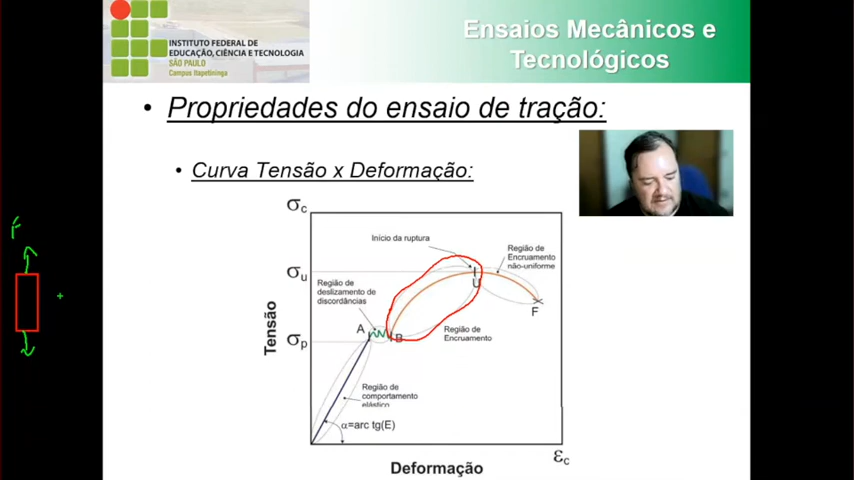 INSTITUTO FEDERAL DE
EDUCAÇÃO, CIÊNCIA E TECNOLOGIA
SÃO PAULO
Campus Itapetininga
Ensaios Mecânicos e
Tecnológicos
• Propriedades do ensaio de tração:
• Curva Tensão x Deformação:
σc
Início da ruptura
Região de
Encruamento
não-uniforme
σu
U
Região de
deslizamento de
discordâncias
F
F
Tensão
A
B
Região de
Encruamento
σp
Região de
comportamento
elástico
α=arc tg(E)
εc
Deformação